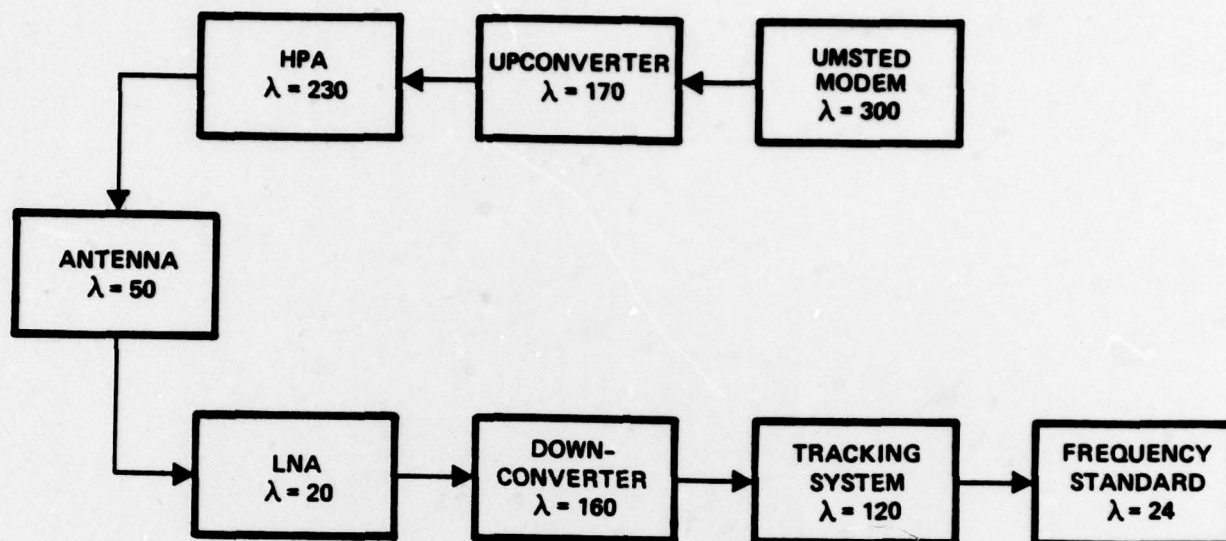 HPA
λ = 230
UPCONVERTER
λ = 170
UMSTED
MODEM
λ = 300
ANTENNA
λ = 50
LNA
λ = 20
DOWN-
CONVERTER
λ = 160
TRACKING
SYSTEM
λ = 120
FREQUENCY
STANDARD
λ = 24